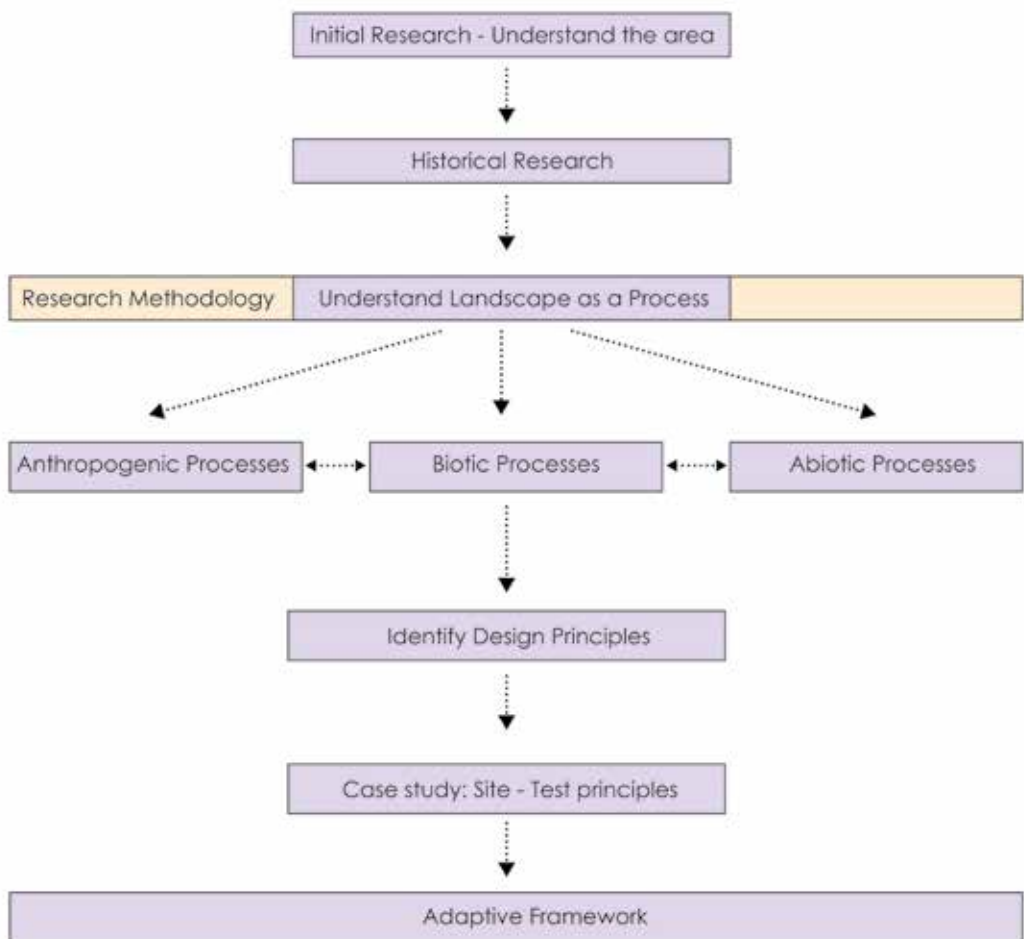 Initial Research - Understand the area
Historical Research
Research Methodology
Understand Landscape as a Process
Anthropogenic Processes
Biotic Processes
Abiotic Processes
Identify Design Principles
Case study: Site - Test principles
Adaptive Framework